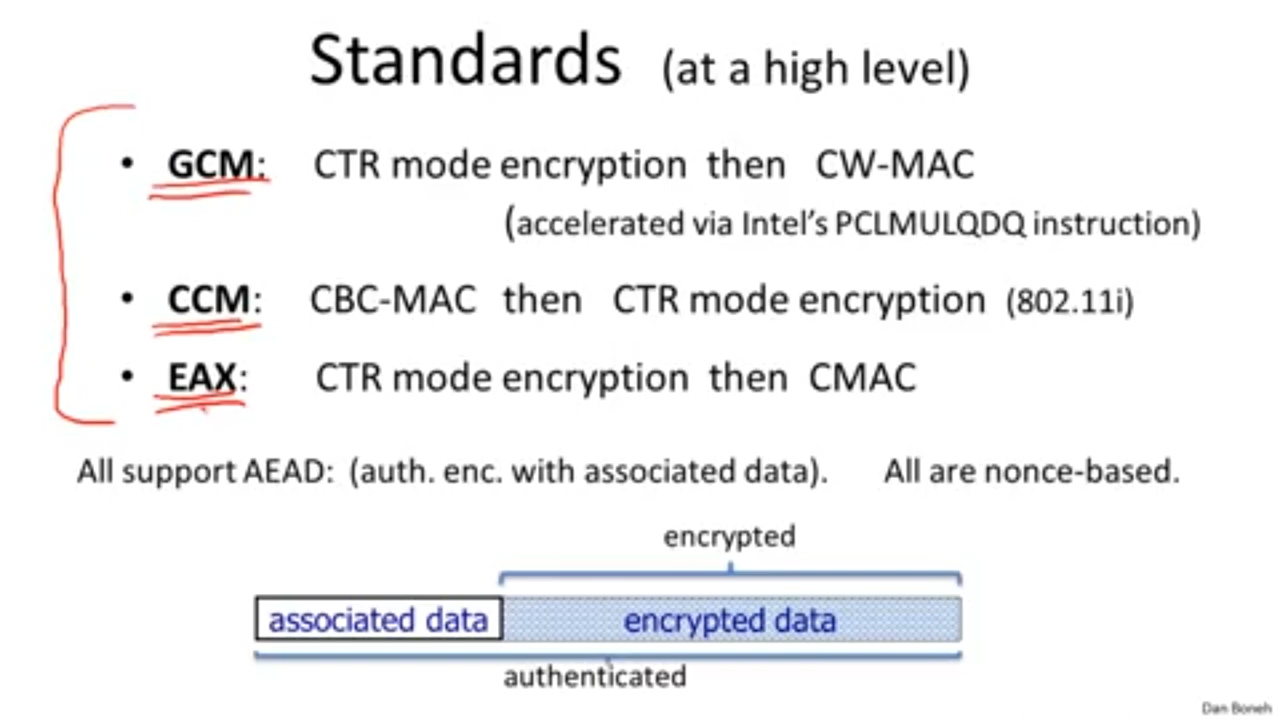 Standards (at a high level)
• GCM: CTR mode encryption then CW-MAC
(accelerated via Intel's PCLMULQDQ instruction)
• CCM: CBC-MAC then CTR mode encryption (802.11i)
• EAX: CTR mode encryption then CMAC
All support AEAD: (auth. enc. with associated data). All are nonce-based.
encrypted
associated data encrypted data
authenticated
Dan Boneh